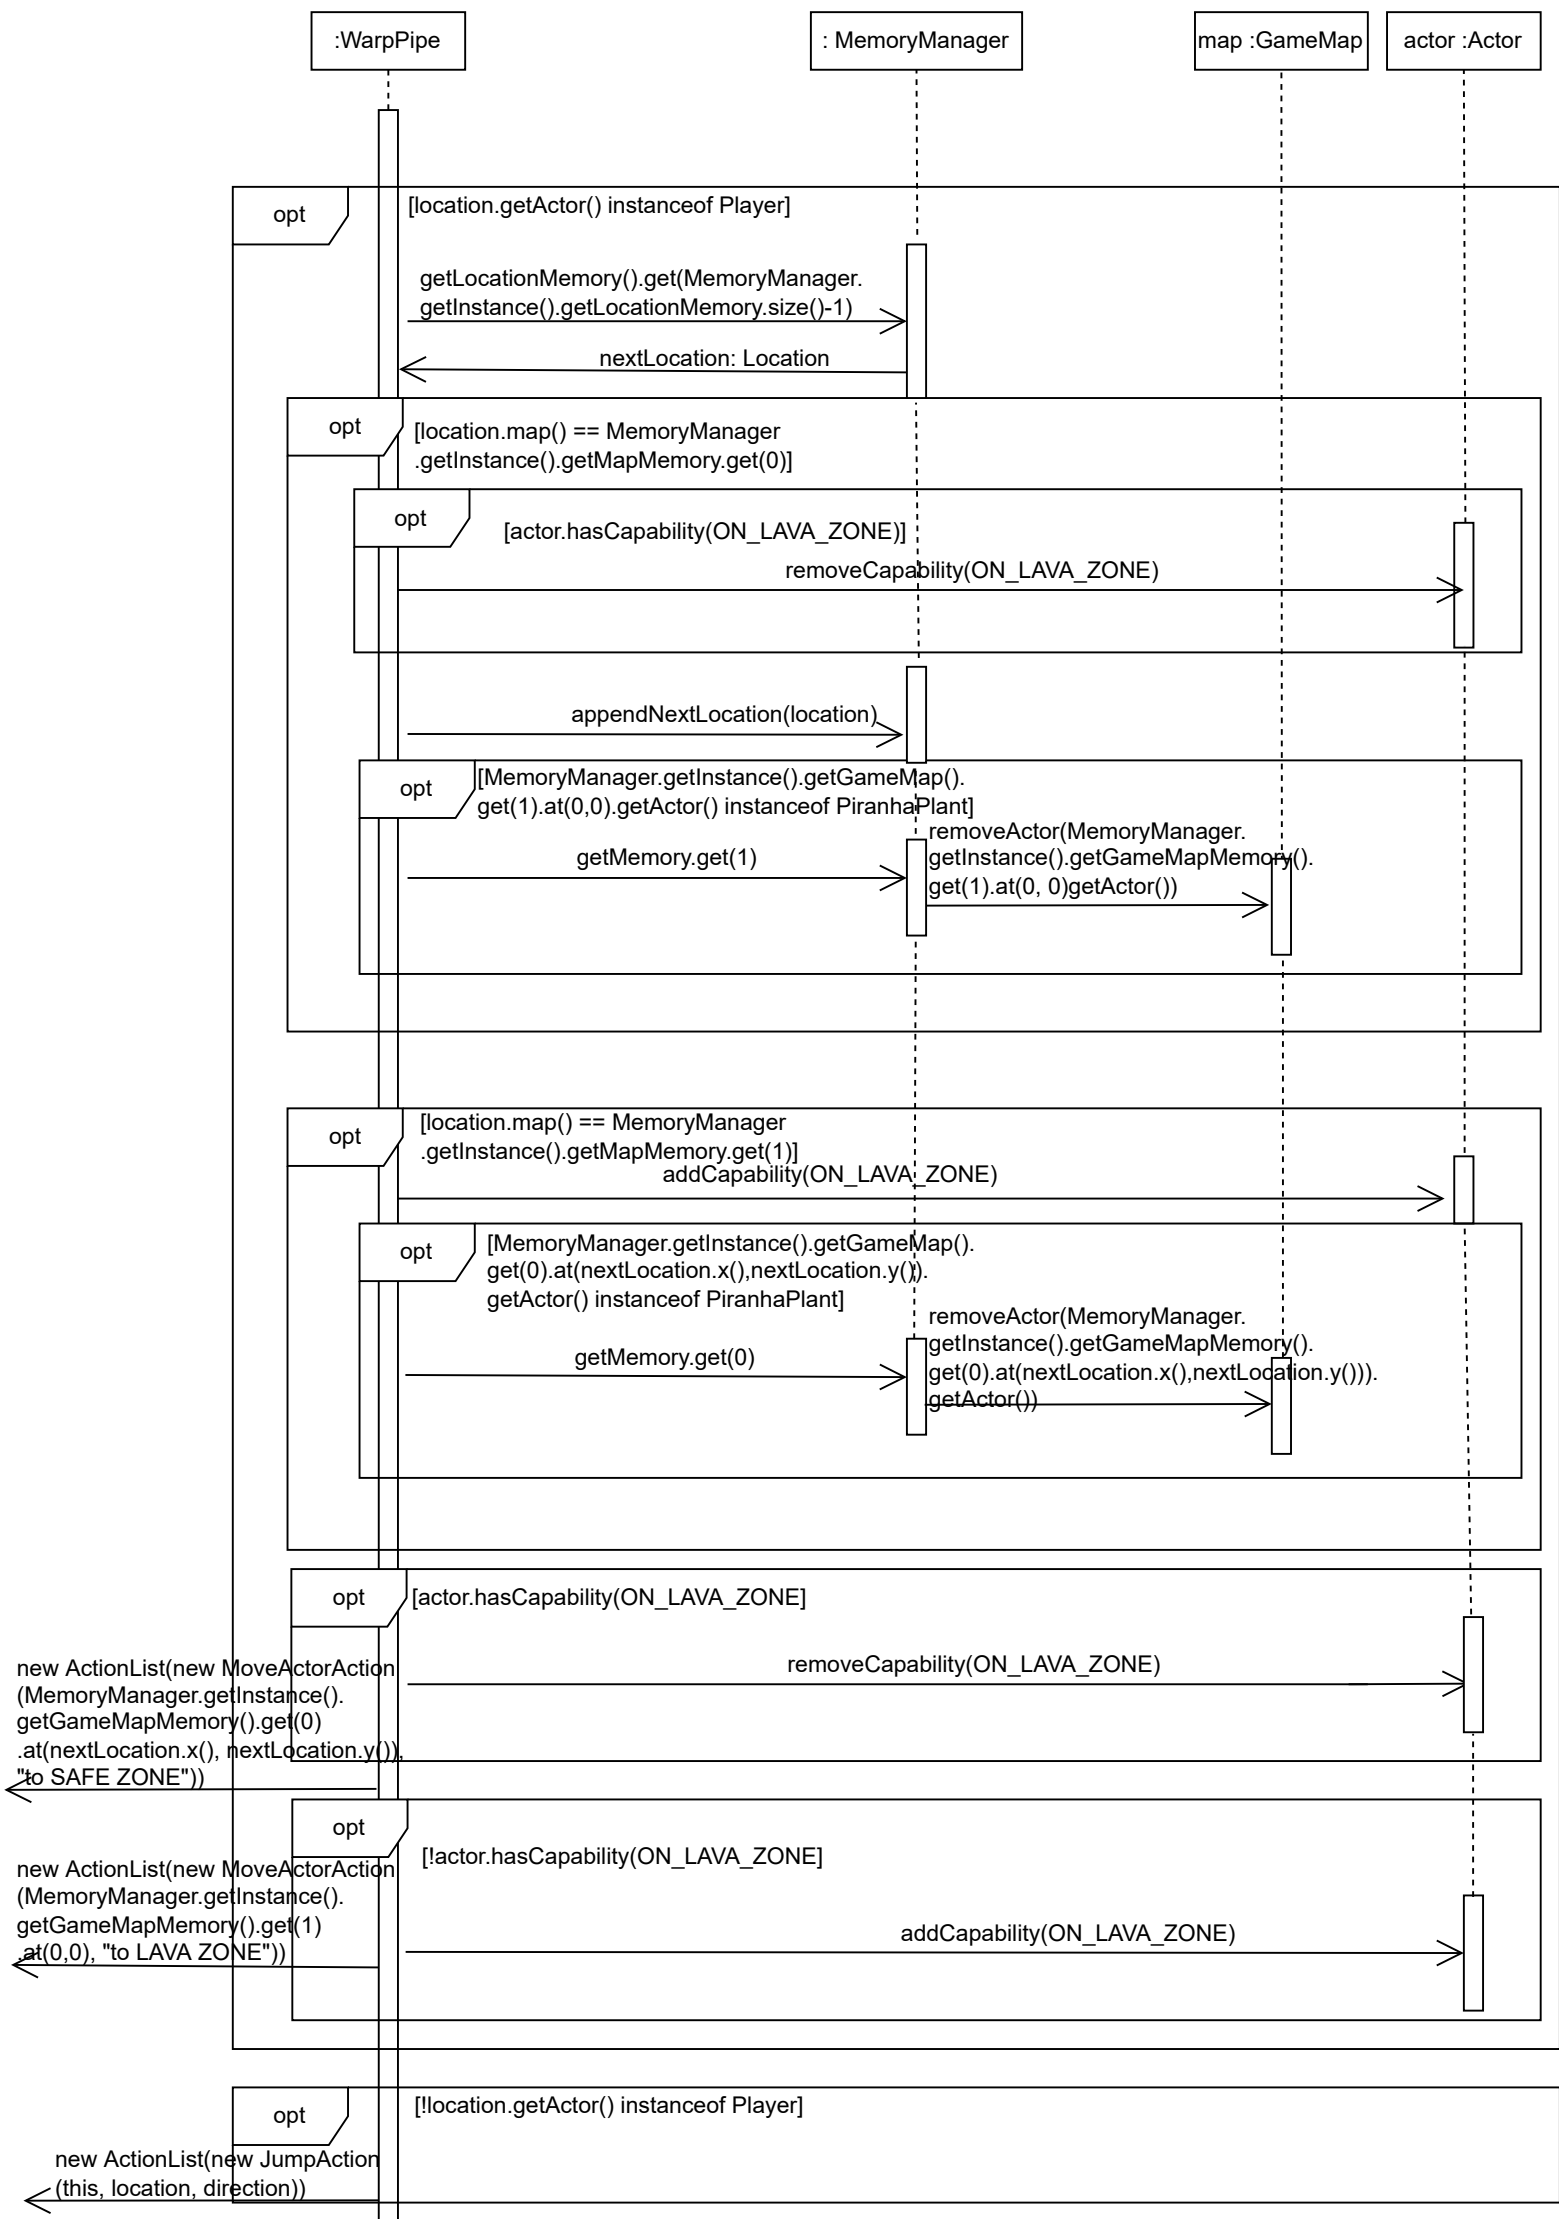 :WarpPipe
: MemoryManager
map :GameMap
actor :Actor
opt
[location.getActor() instanceof Player]
getLocationMemory().get(MemoryManager.
getInstance().getLocationMemory.size()-1)
nextLocation: Location
opt
[location.map() == MemoryManager
.getInstance().getMapMemory.get(0)]
opt
[actor.hasCapability(ON_LAVA_ZONE)]
removeCapability(ON_LAVA_ZONE)
appendNextLocation(location)
opt
[MemoryManager.getInstance().getGameMap().
get(1).at(0,0).getActor() instanceof PiranhaPlant]
getMemory.get(1)
removeActor(MemoryManager.
getInstance().getGameMapMemory().
get(1).at(0, 0)getActor())
opt
[location.map() == MemoryManager
.getInstance().getMapMemory.get(1)]
addCapability(ON_LAVA_ZONE)
opt
[MemoryManager.getInstance().getGameMap().
get(0).at(nextLocation.x(),nextLocation.y()).
getActor() instanceof PiranhaPlant]
getMemory.get(0)
removeActor(MemoryManager.
getInstance().getGameMapMemory().
get(0).at(nextLocation.x(),nextLocation.y())).
getActor())
opt
[actor.hasCapability(ON_LAVA_ZONE]
removeCapability(ON_LAVA_ZONE)
new ActionList(new MoveActorAction
(MemoryManager.getInstance().
getGameMapMemory().get(0)
.at(nextLocation.x(), nextLocation.y()),
"to SAFE ZONE"))
opt
[!actor.hasCapability(ON_LAVA_ZONE]
new ActionList(new MoveActorAction
(MemoryManager.getInstance().
getGameMapMemory().get(1)
.at(0,0), "to LAVA ZONE"))
addCapability(ON_LAVA_ZONE)
opt
[!location.getActor() instanceof Player]
new ActionList(new JumpAction
(this, location, direction))